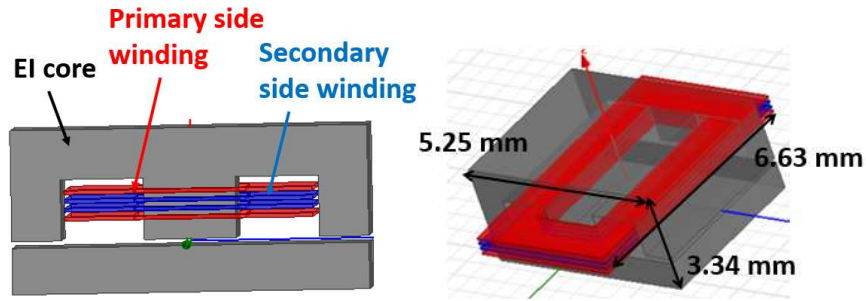 Primary side
winding
EI core
Secondary
side winding
5.25 mm
6.63 mm
3.34 mm